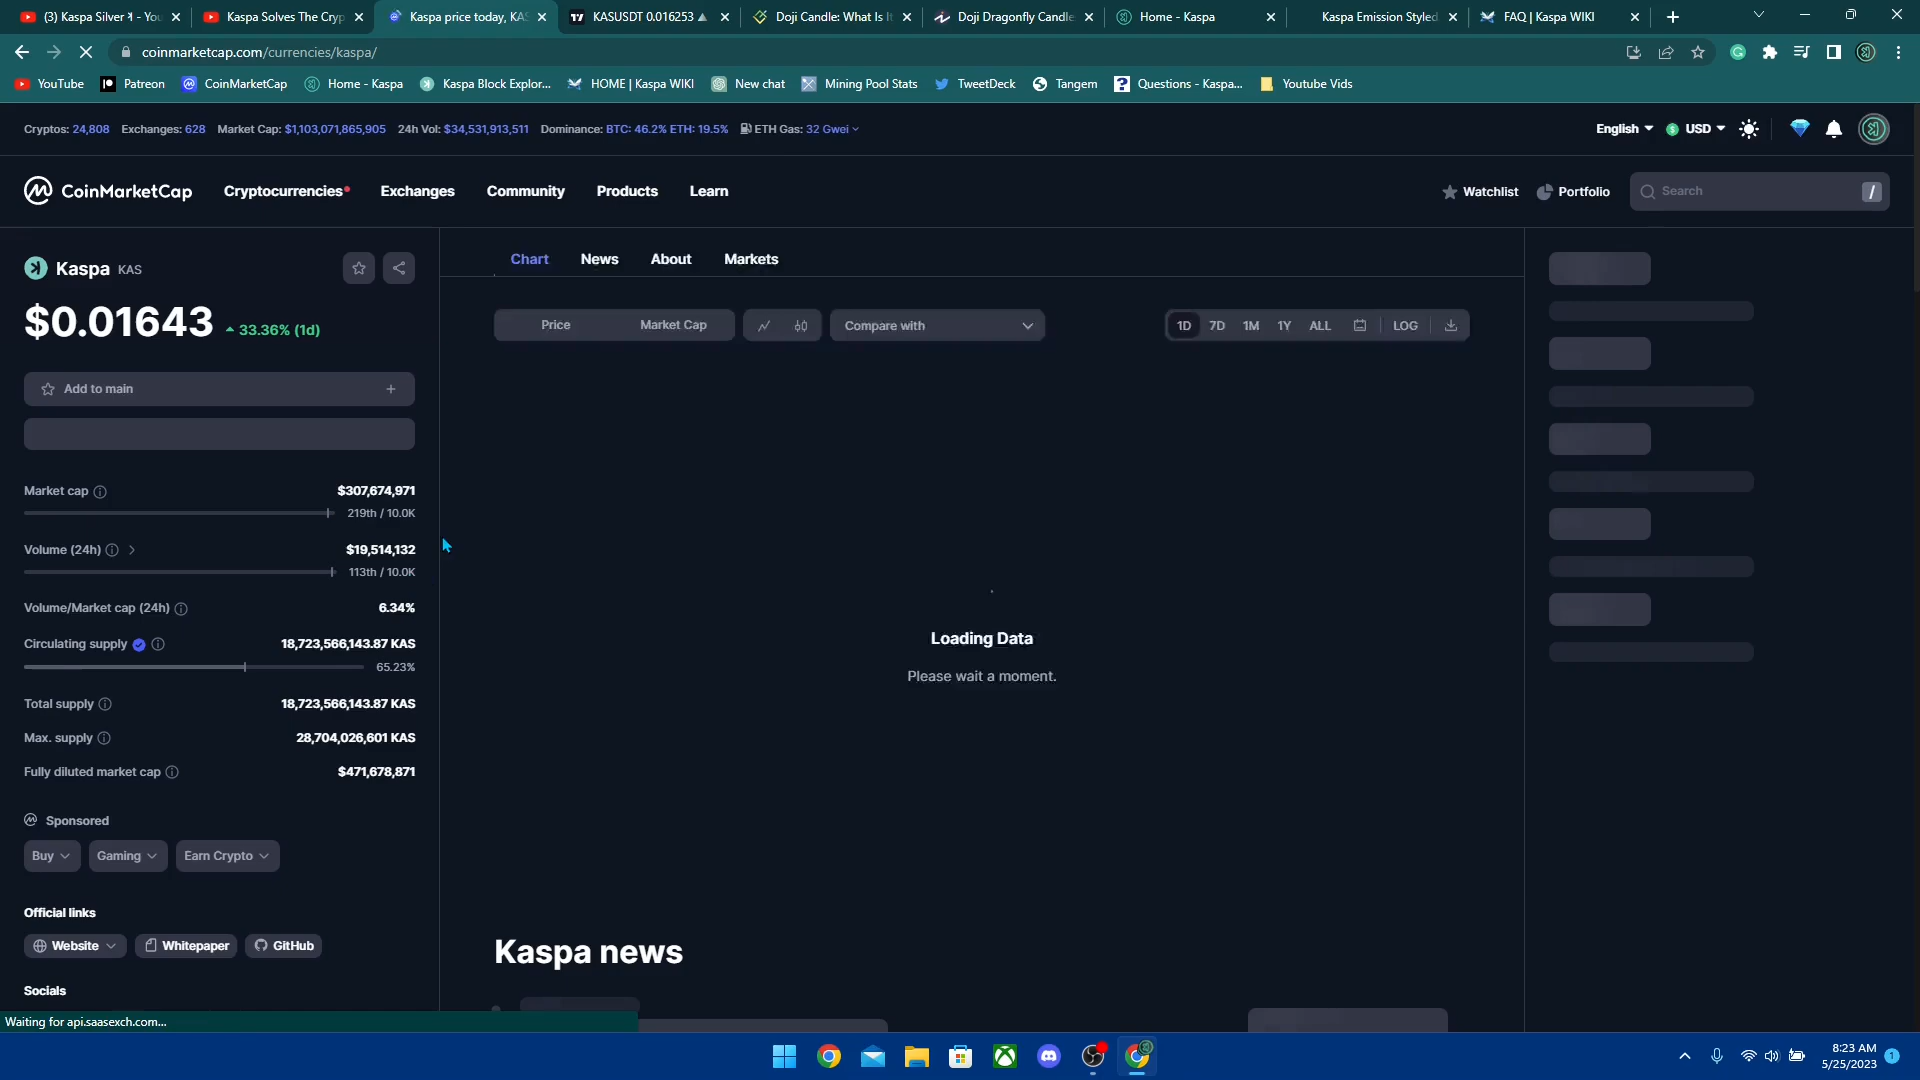 (3) Kaspa Silver - You
Kaspa Solves The Cryp
Kaspa price today, KAS
KASUSDT 0.016253 ▲
Doji Candle: What Is It
Doji Dragonfly Candle
Home - Kaspa
Kaspa Emission Styled
FAQ | Kaspa WIKI
coinmarketcap.com/currencies/kaspa/
YouTube
Patreon
CoinMarketCap
Home - Kaspa
Kaspa Block Explor...
HOME | Kaspa WIKI
New chat
Mining Pool Stats
TweetDeck
Tangem
Questions - Kaspa...
Youtube Vids
Cryptos: 24,808 Exchanges: 628 Market Cap: $1,103,071,865,905 24h Vol: $34,531,913,511 Dominance: BTC: 46.2% ETH: 19.5% ETH Gas: 32 Gwei
English
USD
CoinMarketCap
Cryptocurrencies
Exchanges
Community
Products
Learn
Watchlist
Portfolio
Search
/
Kaspa KAS
$0.01643 33.36% (1d)
Add to main +
Market cap $307,674,971
219th / 10.0K
Volume (24h) $19,514,132
113th / 10.0K
Volume/Market cap (24h) 6.34%
Circulating supply 18,723,566,143.87 KAS
65.23%
Total supply 18,723,566,143.87 KAS
Max. supply 28,704,026,601 KAS
Fully diluted market cap $471,678,871
Sponsored
Buy
Gaming
Earn Crypto
Official links
Website
Whitepaper
GitHub
Socials
Waiting for api.saasexch.com...
Chart
News
About
Markets
Price
Market Cap
Compare with
1D 7D 1M 1Y ALL LOG
Loading Data
Please wait a moment.
Kaspa news
8:23 AM
5/25/2023
1